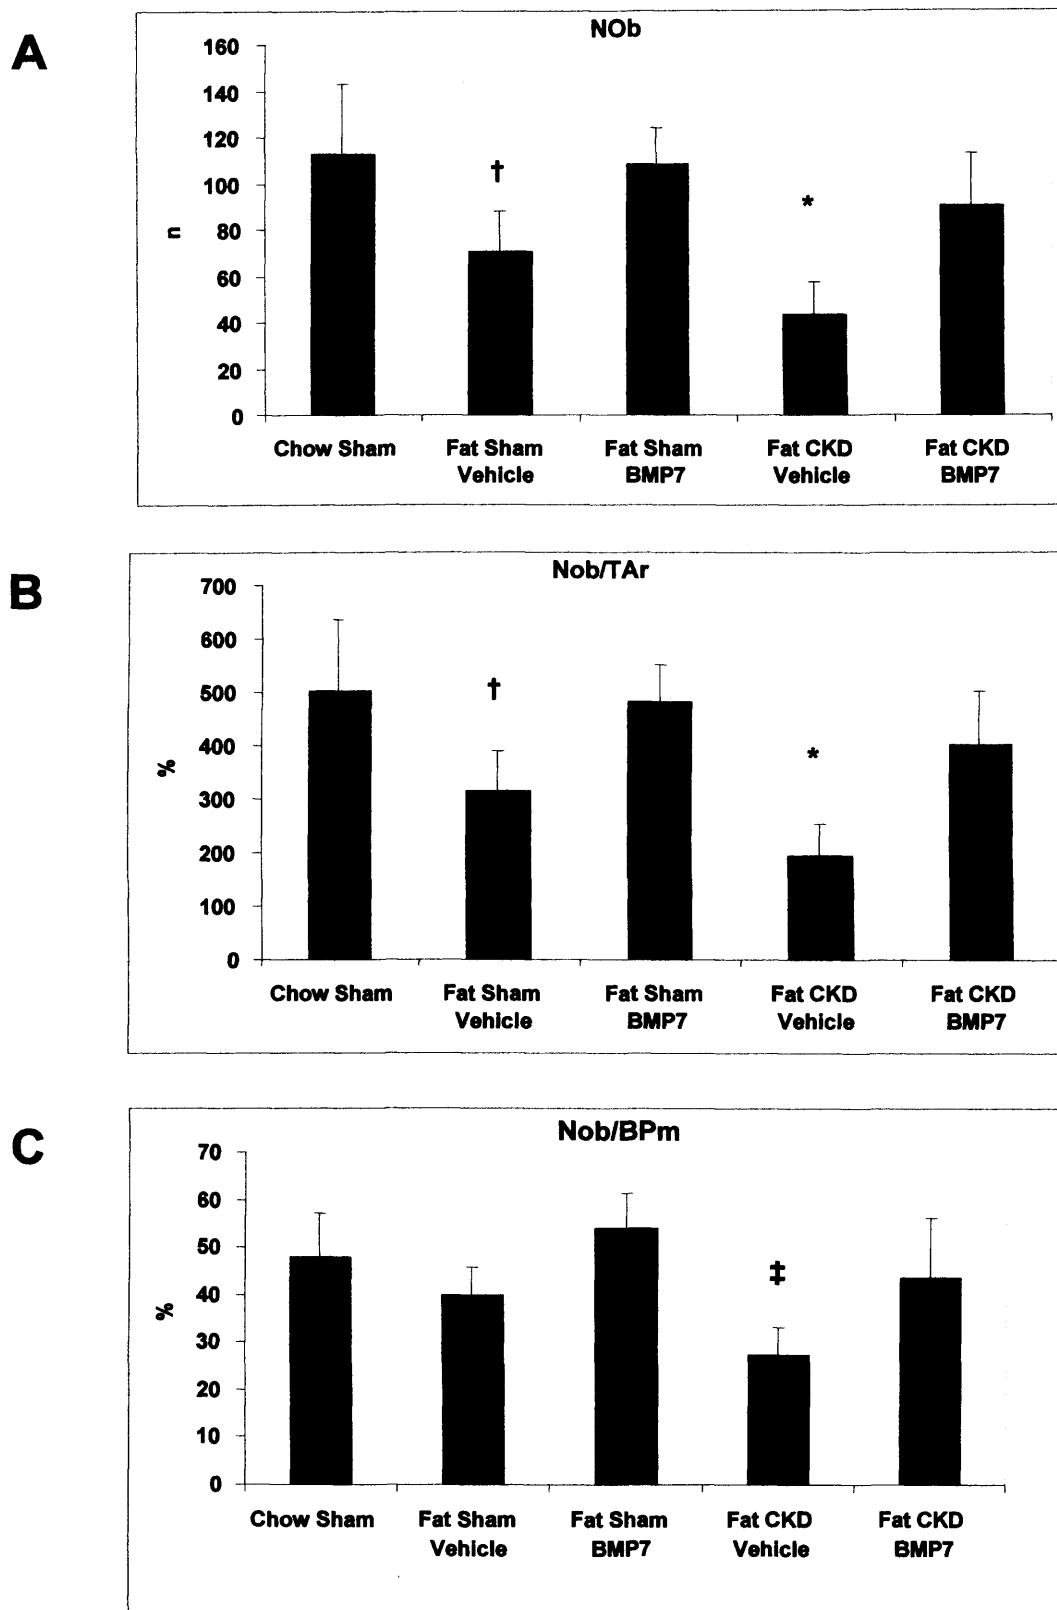 A
NOb
160
140
120
100
80
60
40
20
0
n
†
*
Chow Sham
Fat Sham
Vehicle
Fat Sham
BMP7
Fat CKD
Vehicle
Fat CKD
BMP7
B
Nob/TAr
700
600
500
400
300
200
100
0
%
†
*
Chow Sham
Fat Sham
Vehicle
Fat Sham
BMP7
Fat CKD
Vehicle
Fat CKD
BMP7
C
Nob/BPm
70
60
50
40
30
20
10
0
%
‡
Chow Sham
Fat Sham
Vehicle
Fat Sham
BMP7
Fat CKD
Vehicle
Fat CKD
BMP7